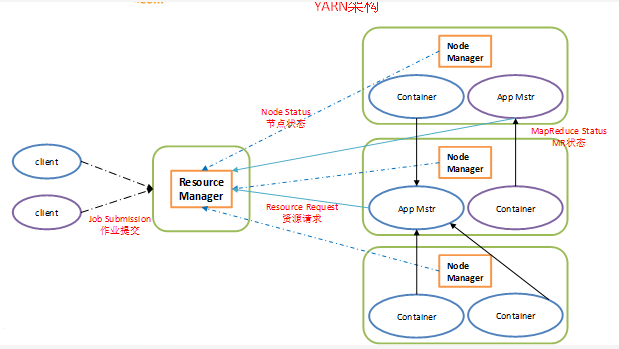 YARN架构
Node
Manager
Container
App Mstr
Node Status
节点状态
MapReduce Status
MR状态
client
Resource
Manager
Node
Manager
client
Job Submission
作业提交
Resource Request
资源请求
App Mstr
Container
Node
Manager
Container
Container